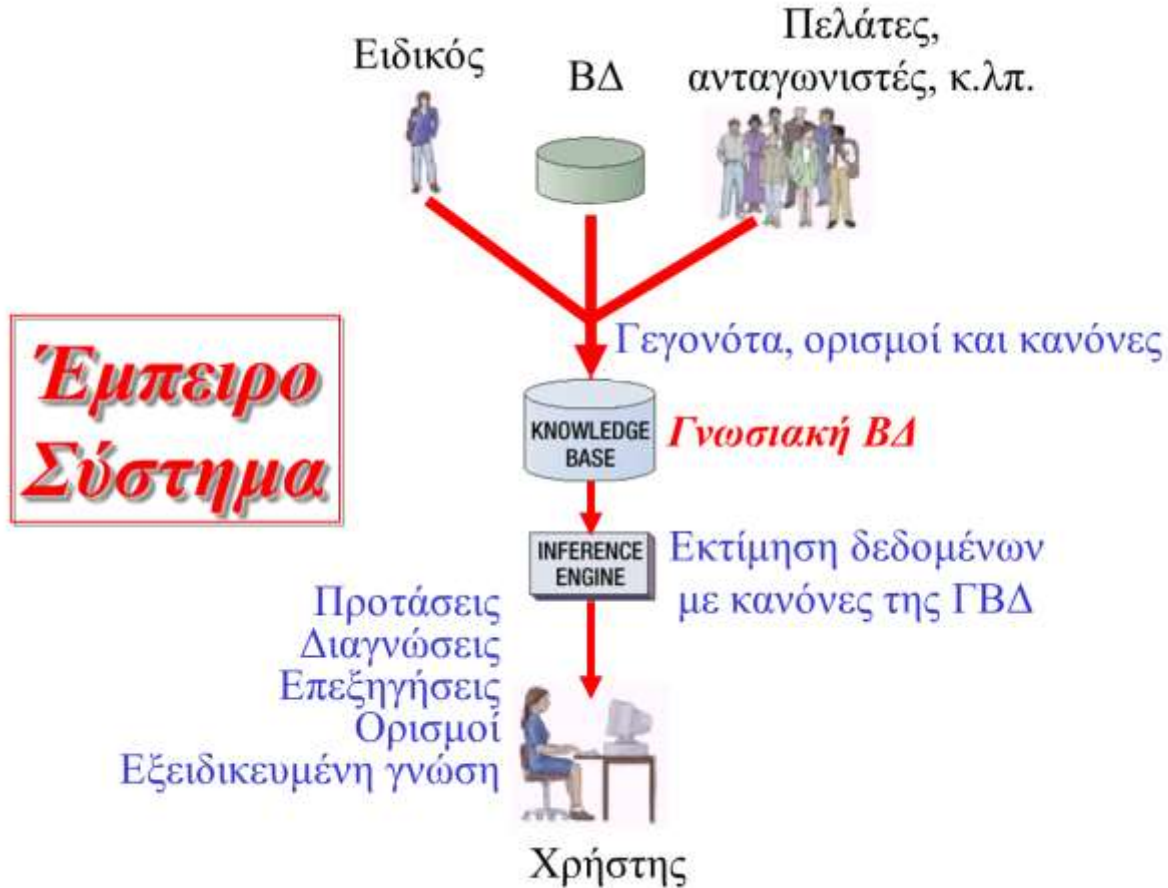 Ειδικός
ΒΔ
Πελάτες,
ανταγωνιστές, κ.λπ.
Γεγονότα, ορισμοί και κανόνες
Έμπειρο
Σύστημα
KNOWLEDGE
BASE
Γνωσιακή ΒΔ
INFERENCE
ENGINE
Εκτίμηση δεδομένων
με κανόνες της ΓΒΔ
Προτάσεις
Διαγνώσεις
Επεξηγήσεις
Ορισμοί
Εξειδικευμένη γνώση
Χρήστης